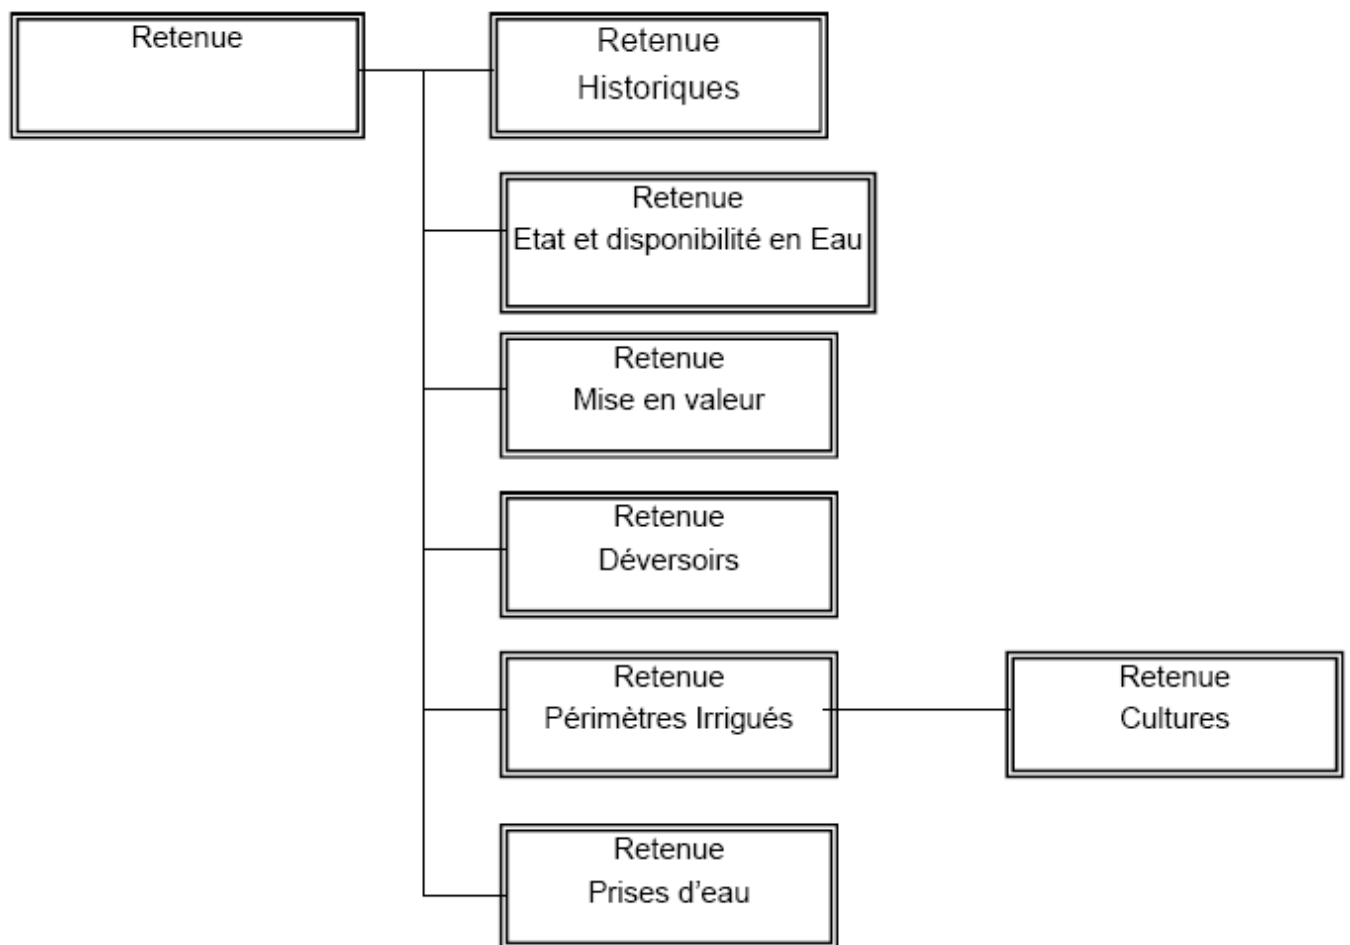 Retenue
Retenue
Historiques
Retenue
Etat et disponibilité en Eau
Retenue
Mise en valeur
Retenue
Déversoirs
Retenue
Périmètres Irrigués
Retenue
Cultures
Retenue
Prises d’eau